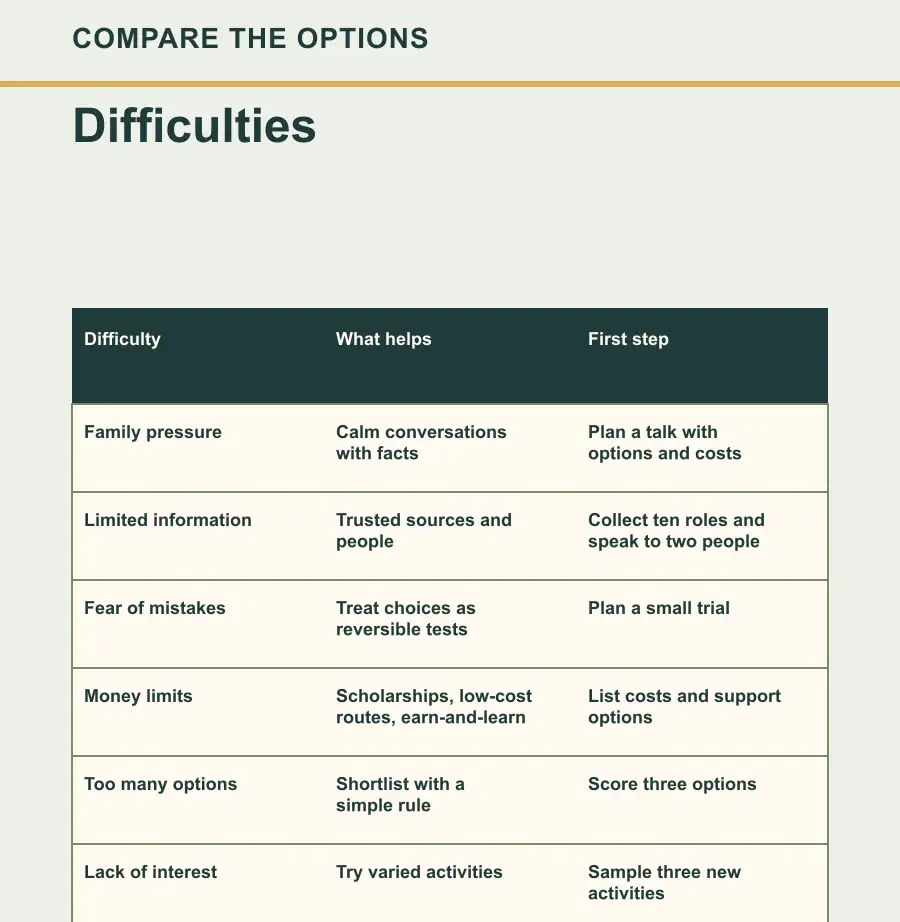 COMPARE THE OPTIONS
Difficulties
Difficulty What helps First step
Family pressure Calm conversations Plan a talk with
with facts options and costs
Limited information Trusted sources and Collect ten roles and
people speak to two people
Fear of mistakes Treat choices as Plan a small trial
reversible tests
Money limits Scholarships, low-cost List costs and support
routes, earn-and-learn options
Too many options Shortlist with a Score three options
simple rule
Lack of interest Try varied activities Sample three new
activities